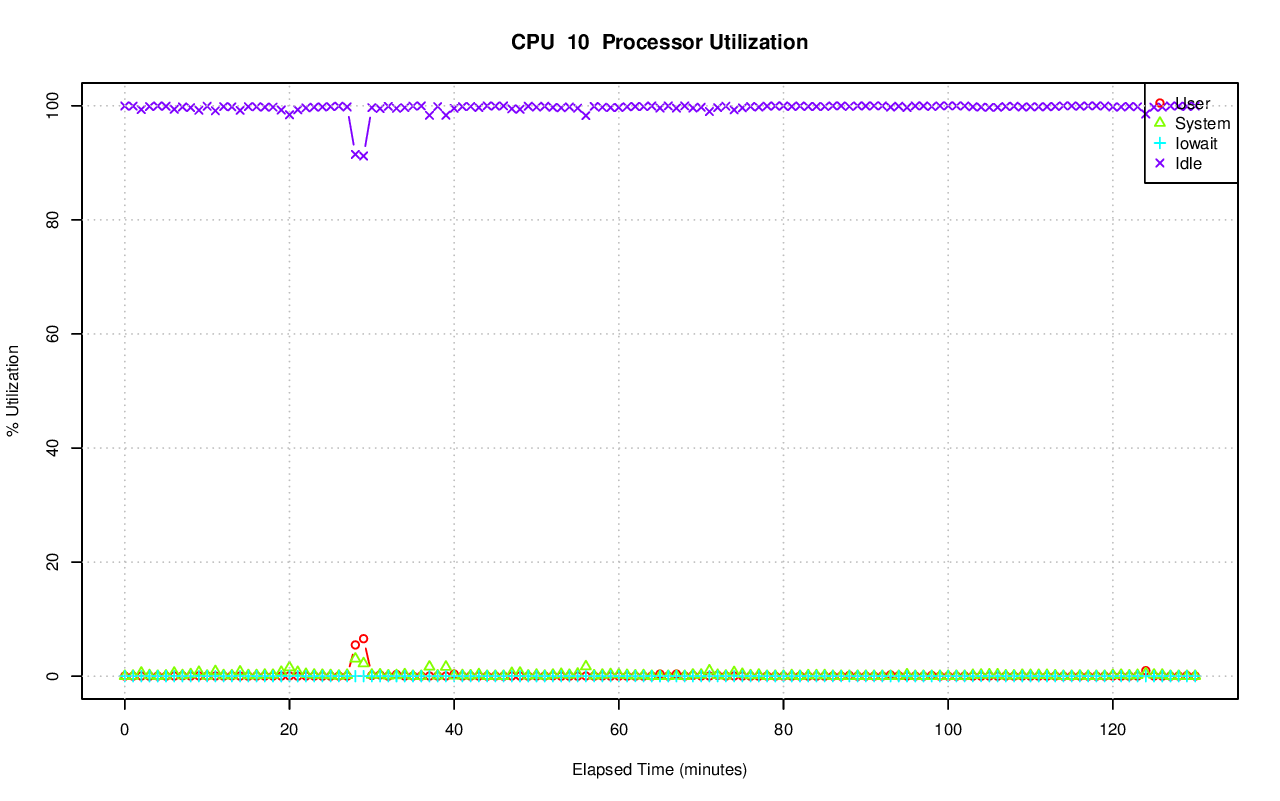 CPU 10 Processor Utilization
100
80
60
40
20
0
% Utilization
User
System
Iowait
Idle
0 20 40 60 80 100 120
Elapsed Time (minutes)